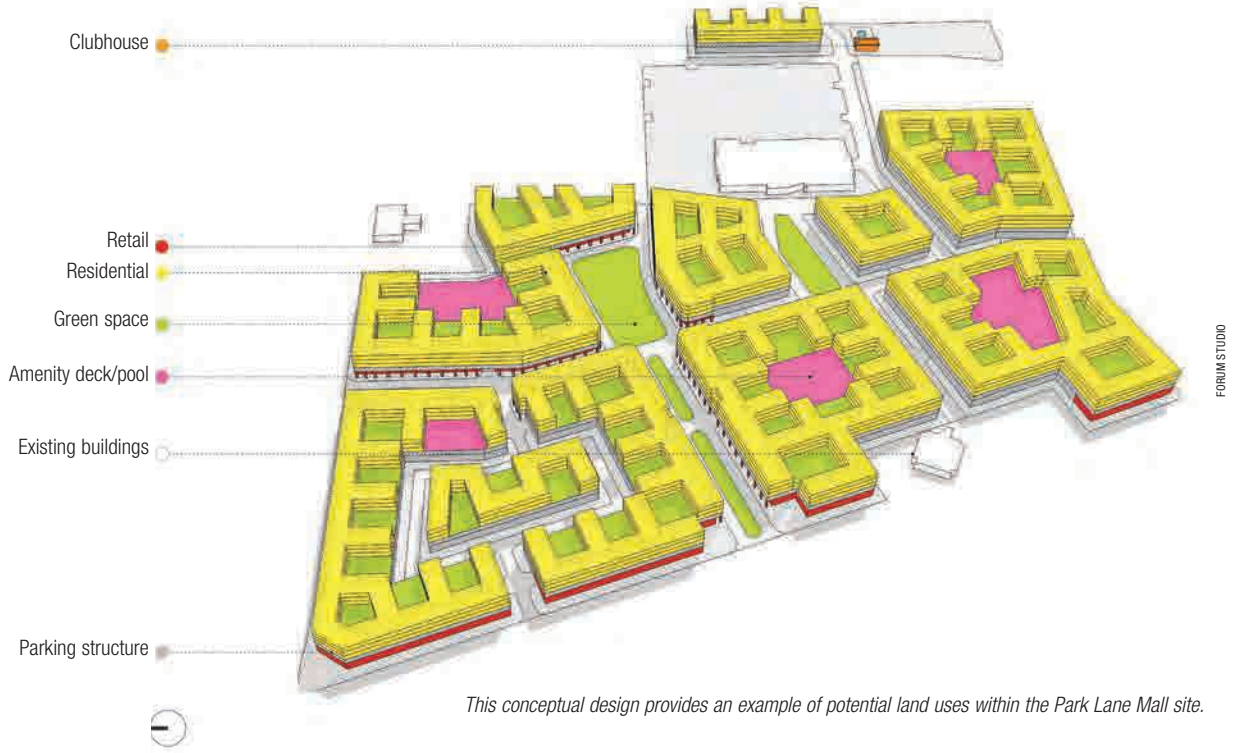 Clubhouse
Retail
Residential
Green space
Amenity deck/pool
Existing buildings
Parking structure
FORUM STUDIO
This conceptual design provides an example of potential land uses within the Park Lane Mall site.